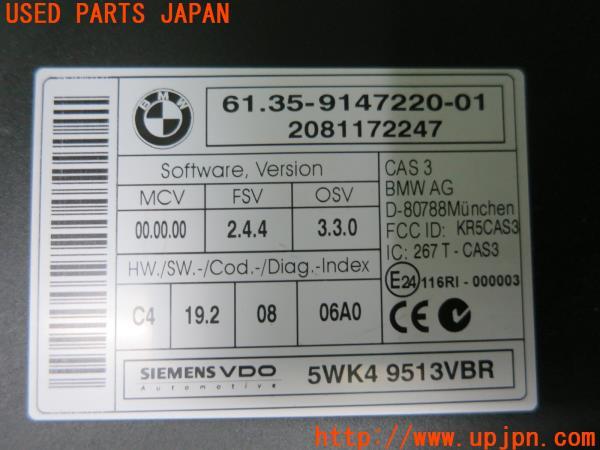 USED PARTS JAPAN
BMW
61.35-9147220-01
2081172247
Software, Version
MCV FSV OSV
00.00.00 2.4.4 3.3.0
HW./SW.-/Cod.-/Diag.-Index
C4 19.2 08 06A0
CAS 3
BMW AG
D-80788München
FCC ID: KR5CAS3
IC: 267 T - CAS3
E24 116RI - 000003
CE
SIEMENS VDO
Automotive
5WK4 9513VBR
UPJ http://www.upjpn.com